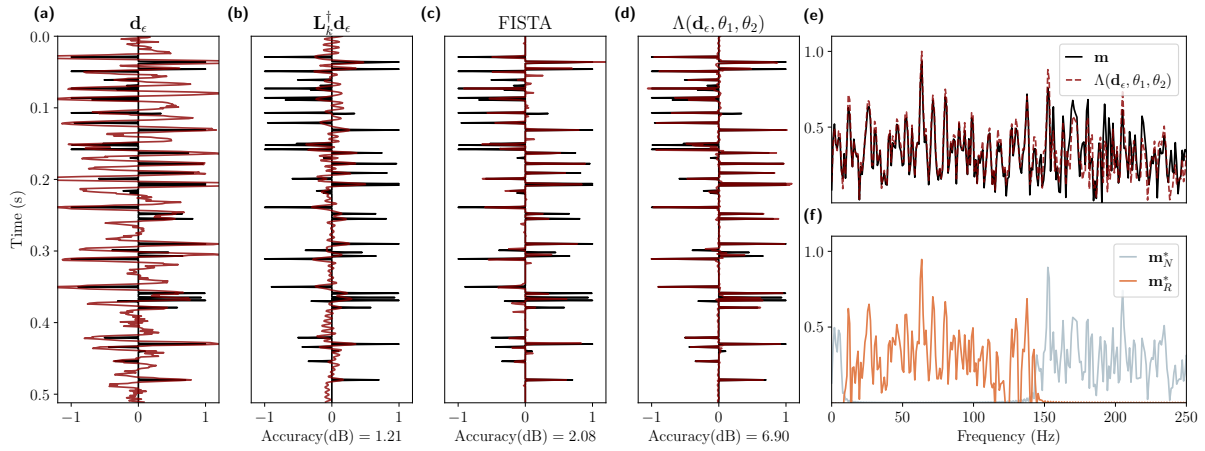 (a)
d_ϵ
(b)
L_k^† d_ϵ
(c)
FISTA
(d)
Λ(d_ϵ, θ_1, θ_2)
Time (s)
0.0
0.1
0.2
0.3
0.4
0.5
−1 0 1
−1 0 1
Accuracy(dB) = 1.21
−1 0 1
Accuracy(dB) = 2.08
−1 0 1
Accuracy(dB) = 6.90
(e)
1.0
0.5
m
Λ(d_ϵ, θ_1, θ_2)
(f)
1.0
0.5
m_N^*
m_R^*
0 50 100 150 200 250
Frequency (Hz)